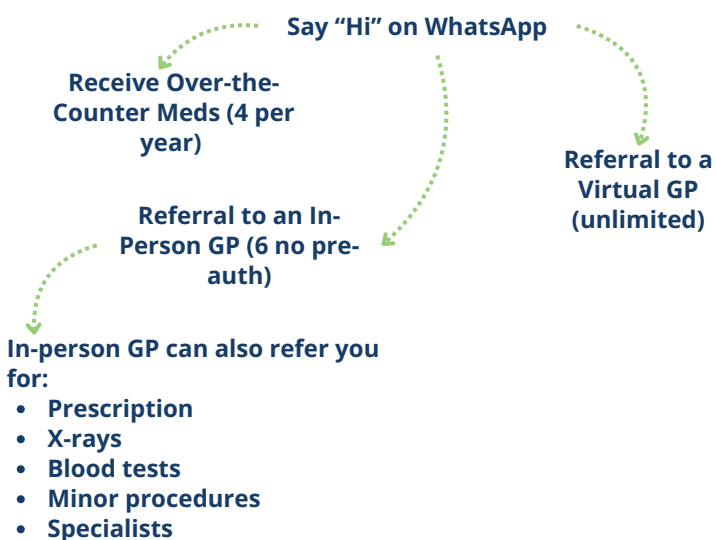 Say “Hi” on WhatsApp
Receive Over-the-
Counter Meds (4 per
year)
Referral to a
Virtual GP
(unlimited)
Referral to an In-
Person GP (6 no pre-
auth)
In-person GP can also refer you
for:
• Prescription
• X-rays
• Blood tests
• Minor procedures
• Specialists